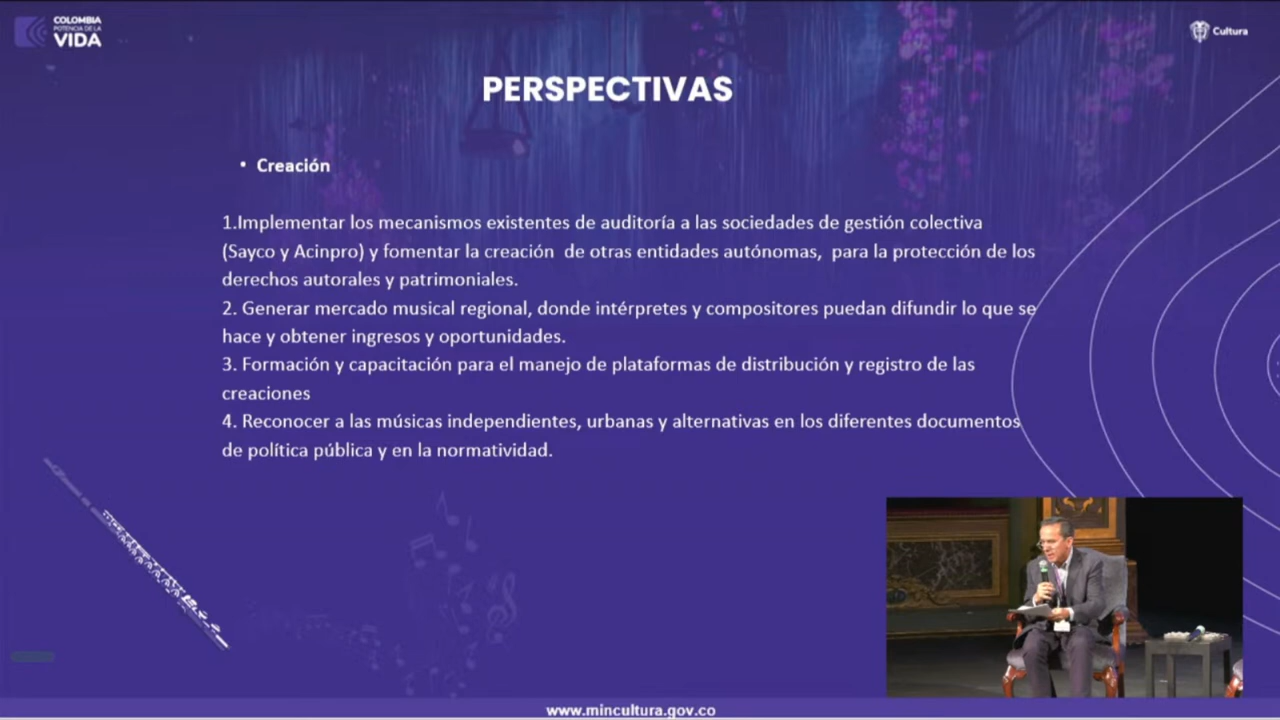 COLOMBIA
POTENCIA DE LA
VIDA
Cultura
PERSPECTIVAS
• Creación
1.Implementar los mecanismos existentes de auditoría a las sociedades de gestión colectiva
(Sayco y Acinpro) y fomentar la creación de otras entidades autónomas, para la protección de los
derechos autorales y patrimoniales.
2. Generar mercado musical regional, donde intérpretes y compositores puedan difundir lo que se
hace y obtener ingresos y oportunidades.
3. Formación y capacitación para el manejo de plataformas de distribución y registro de las
creaciones
4. Reconocer a las músicas independientes, urbanas y alternativas en los diferentes documentos
de política pública y en la normatividad.
www.mincultura.gov.co